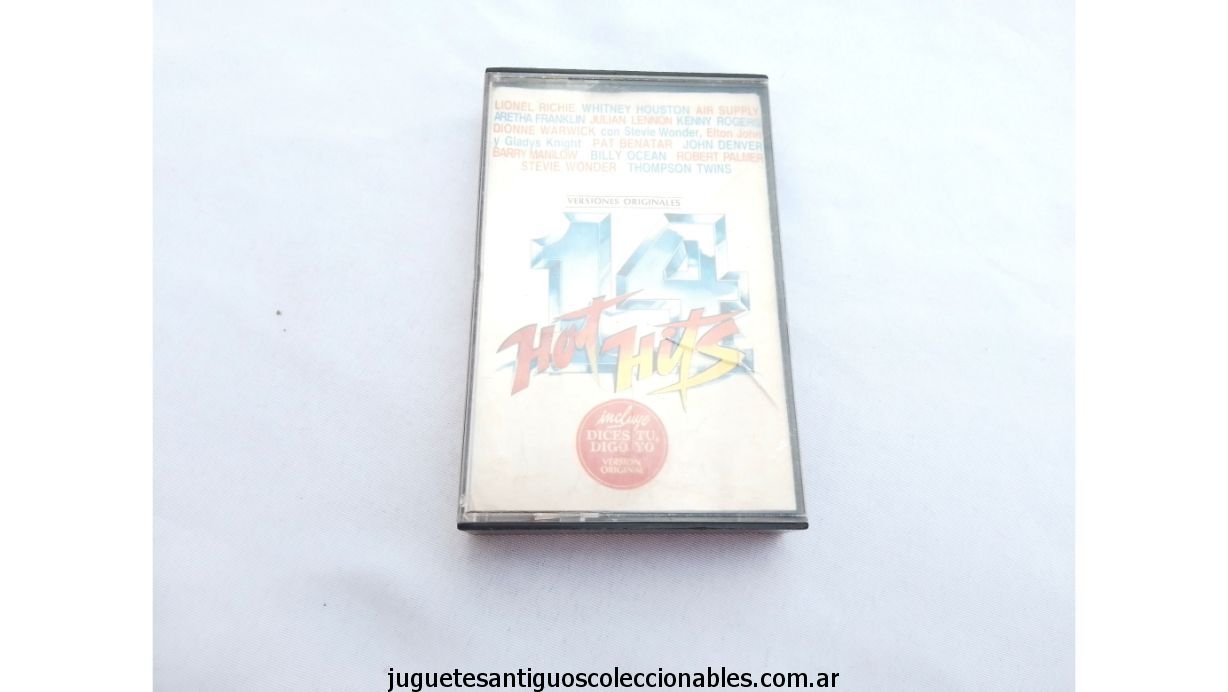 LIONEL RICHIE WHITNEY HOUSTON AIR SUPPLY
ARETHA FRANKLIN JULIAN LENNON KENNY ROGERS
DIONNE WARWICK con Stevie Wonder, Elton John
y Gladys Knight PAT BENATAR JOHN DENVER
BARRY MANILOW BILLY OCEAN ROBERT PALMER
STEVIE WONDER THOMPSON TWINS
VERSIONES ORIGINALES
14
HOT HitS
incluye
DICES TU,
DIGO YO
VERSION
ORIGINAL
juguetesantiguoscoleccionables.com.ar